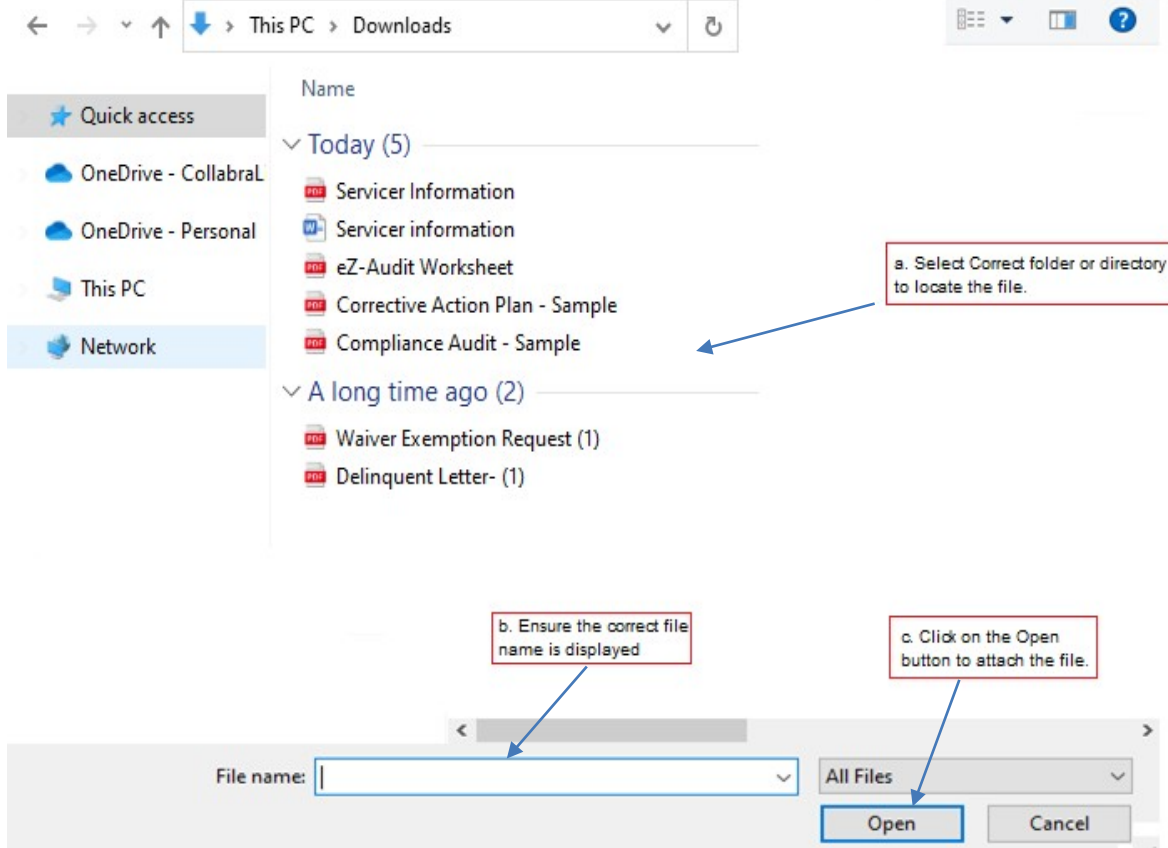 This PC > Downloads
Name
Quick access
OneDrive - CollabraL
OneDrive - Personal
This PC
Network
Today (5)
Servicer Information
Servicer information
eZ-Audit Worksheet
Corrective Action Plan - Sample
Compliance Audit - Sample
A long time ago (2)
Waiver Exemption Request (1)
Delinquent Letter- (1)
a. Select Correct folder or directory
to locate the file.
b. Ensure the correct file
name is displayed
c. Click on the Open
button to attach the file.
File name:
All Files
Open
Cancel